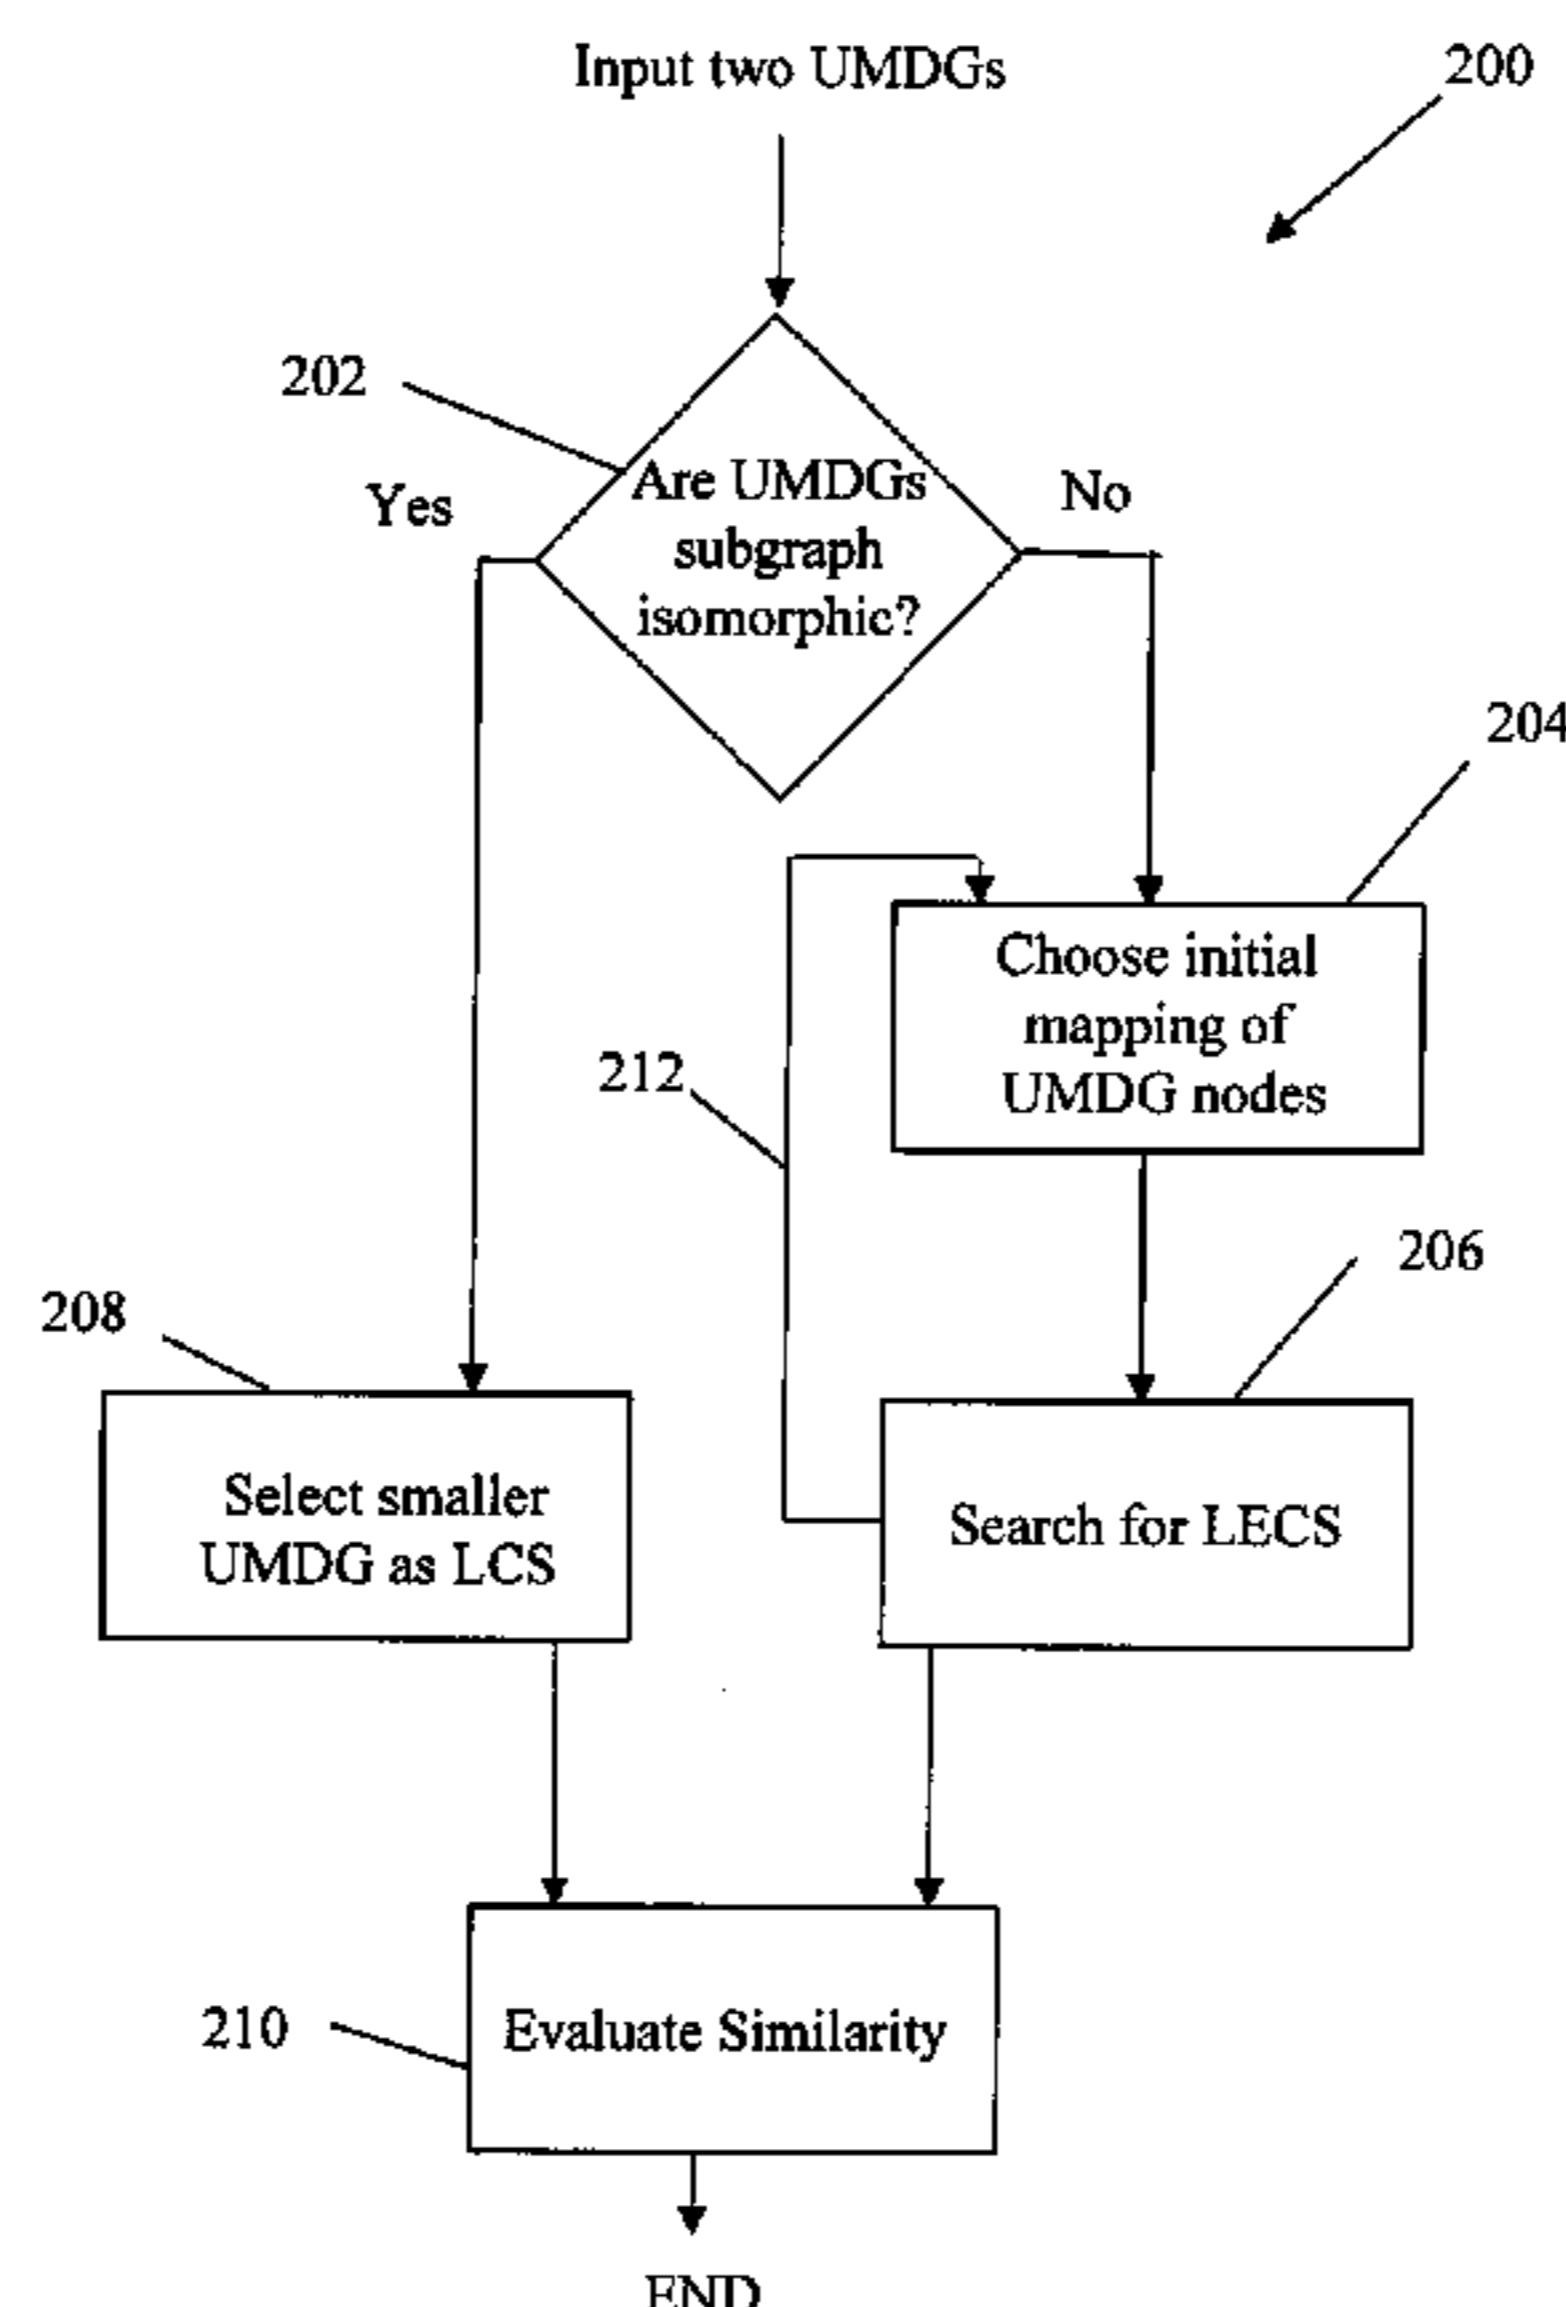 Input two UMDGs
200
202
Yes
Are UMDGs
subgraph
isomorphic?
No
204
Choose initial
mapping of
UMDG nodes
212
206
208
Select smaller
UMDG as LCS
Search for LECS
210
Evaluate Similarity
END